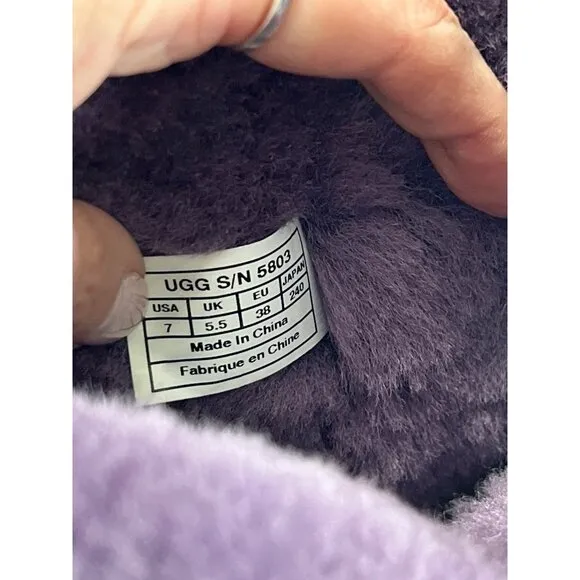 UGG S/N 5803
USA UK EU JAPAN
7 5.5 38 240
Made In China
Fabrique en Chine